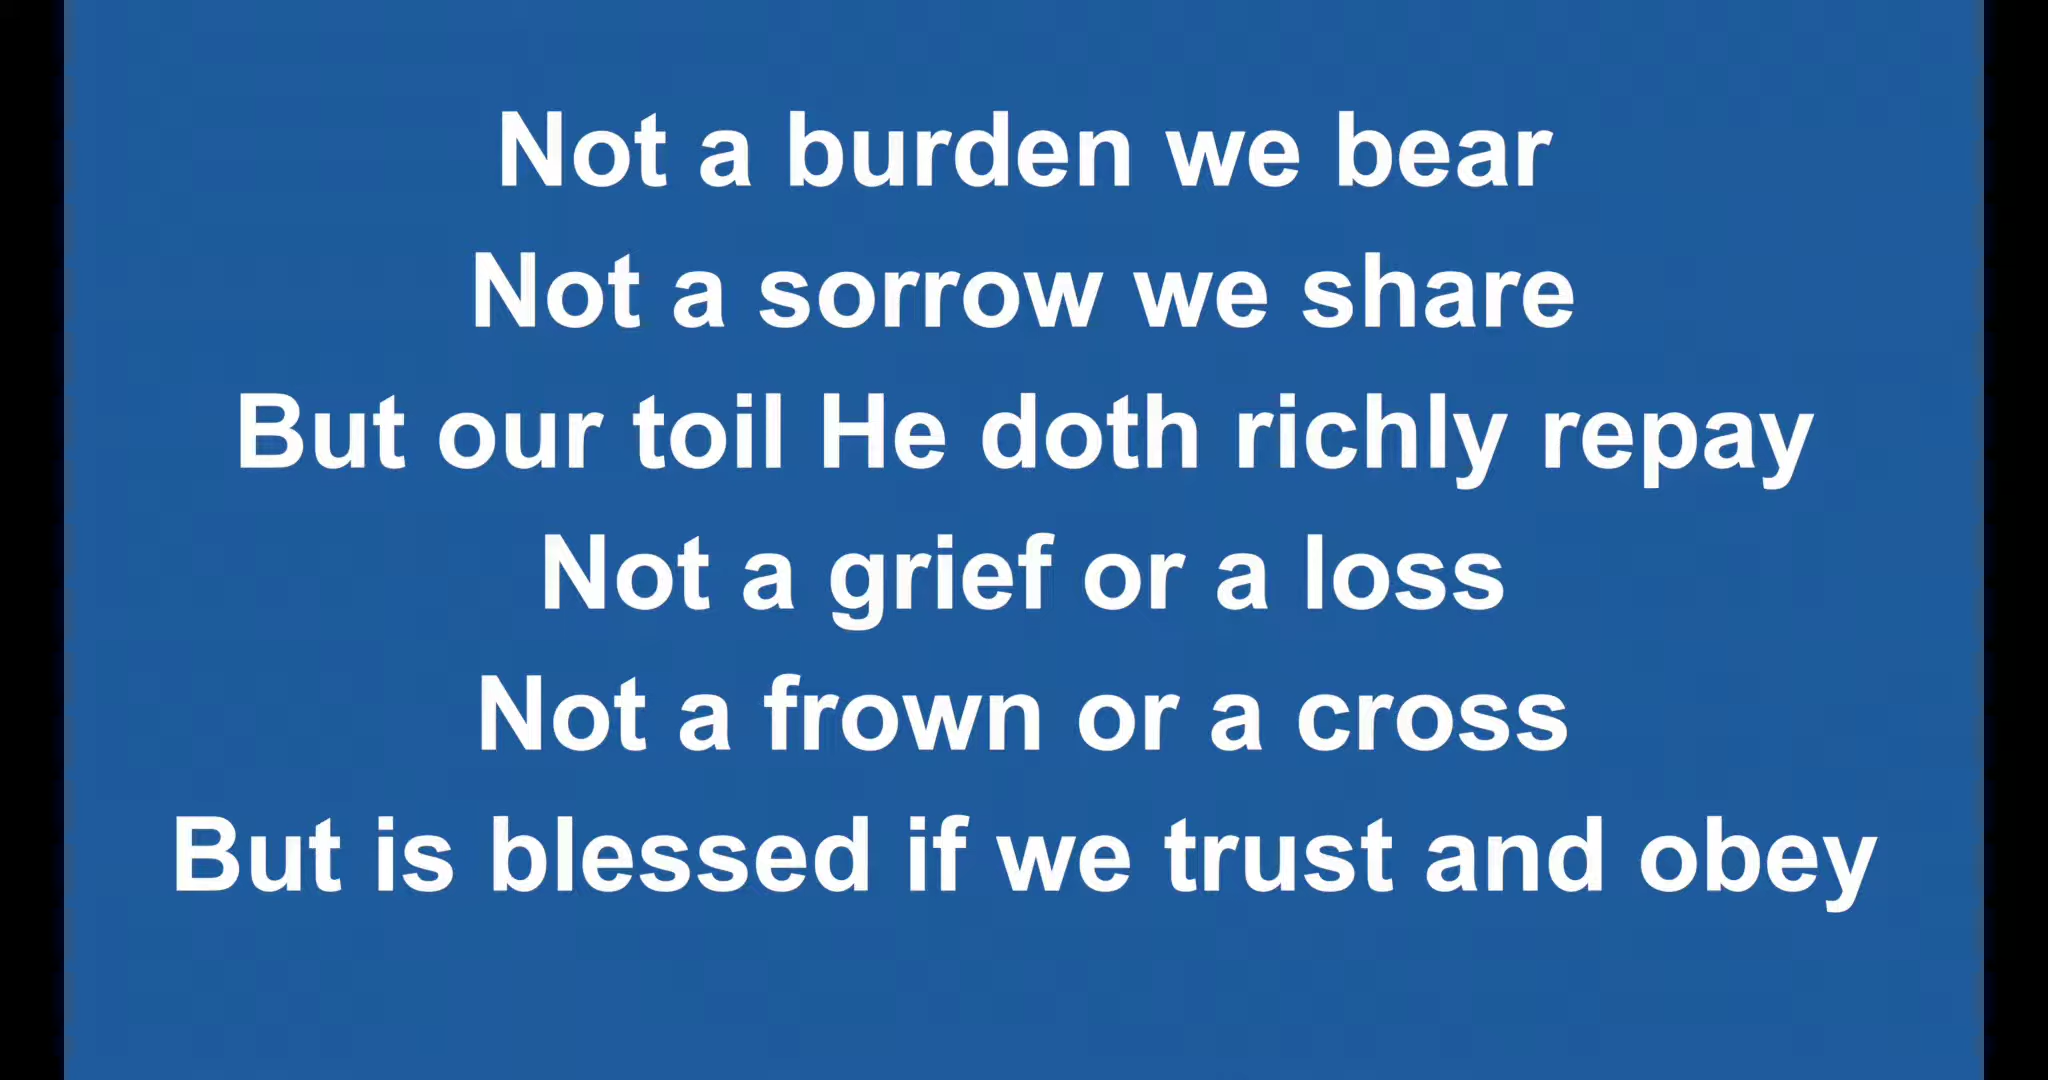 Not a burden we bear
Not a sorrow we share
But our toil He doth richly repay
Not a grief or a loss
Not a frown or a cross
But is blessed if we trust and obey